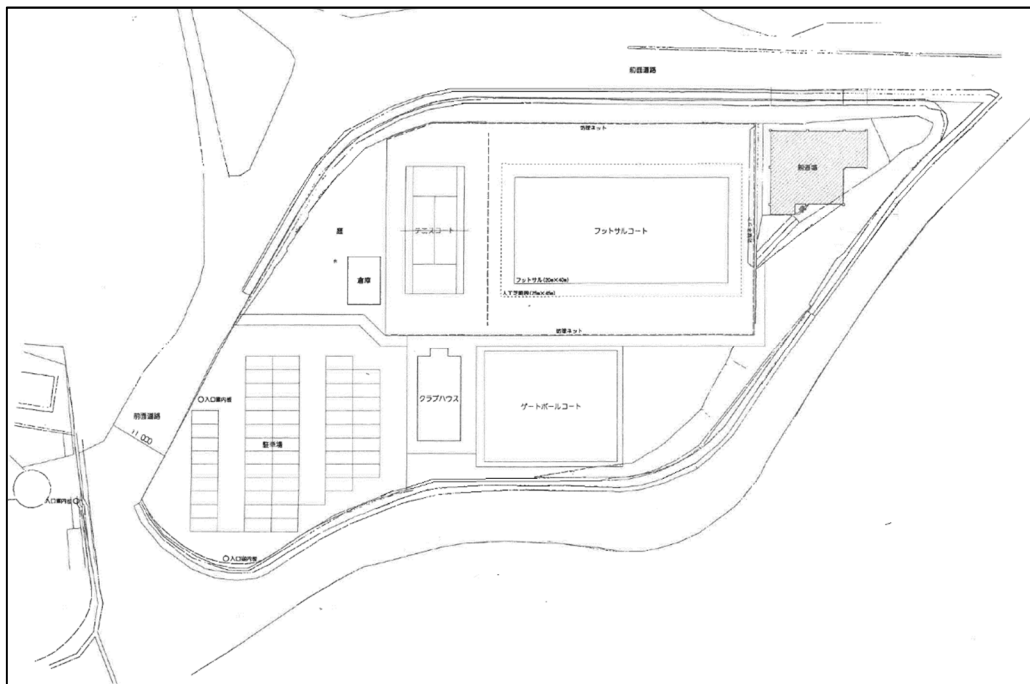 前面道路
防球ネット
剣道場
テニスコート
フットサルコート
倉庫
フットサル(20m×40m)
防球ネット
クラブハウス
ゲートボールコート
入口案内板
前面道路
駐車場
入口案内板
入口案内板